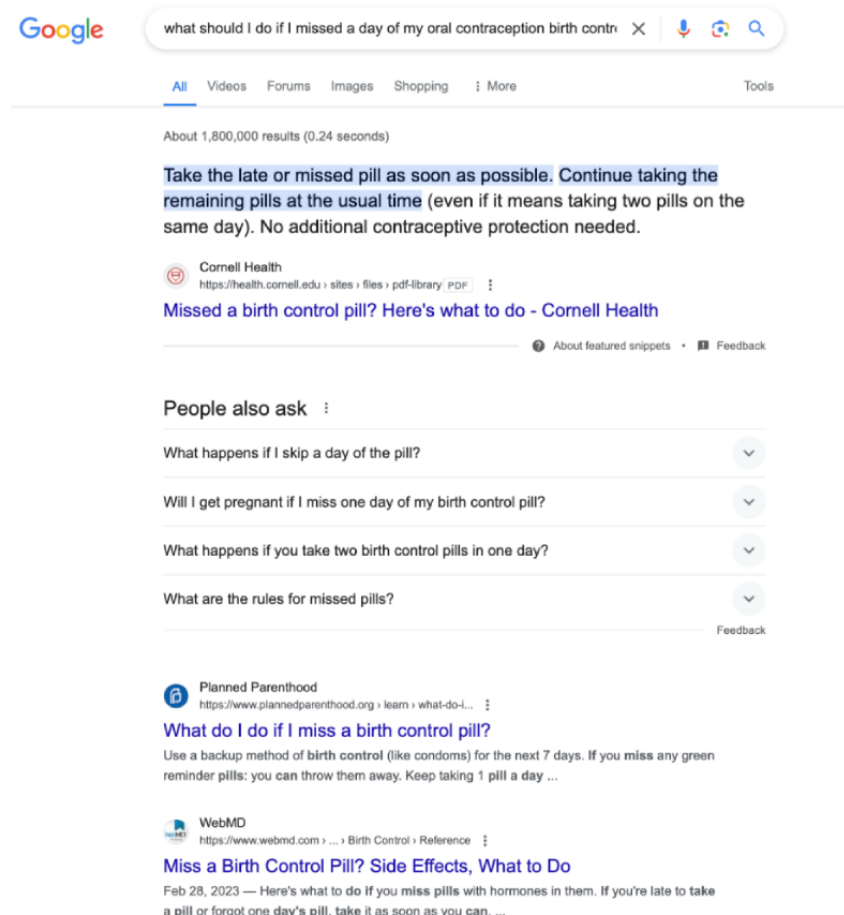 Google
what should I do if I missed a day of my oral contraception birth contr
All Videos Forums Images Shopping More Tools
About 1,800,000 results (0.24 seconds)
Take the late or missed pill as soon as possible. Continue taking the
remaining pills at the usual time (even if it means taking two pills on the
same day). No additional contraceptive protection needed.
Cornell Health
https://health.cornell.edu › sites › files › pdf-library PDF
Missed a birth control pill? Here's what to do - Cornell Health
About featured snippets • Feedback
People also ask
What happens if I skip a day of the pill?
Will I get pregnant if I miss one day of my birth control pill?
What happens if you take two birth control pills in one day?
What are the rules for missed pills?
Feedback
Planned Parenthood
https://www.plannedparenthood.org › learn › what-do-i...
What do I do if I miss a birth control pill?
Use a backup method of birth control (like condoms) for the next 7 days. If you miss any green
reminder pills: you can throw them away. Keep taking 1 pill a day ...
WebMD
https://www.webmd.com › ... › Birth Control › Reference
Miss a Birth Control Pill? Side Effects, What to Do
Feb 28, 2023 — Here's what to do if you miss pills with hormones in them. If you're late to take
a pill or forgot one day's pill, take it as soon as you can. ...